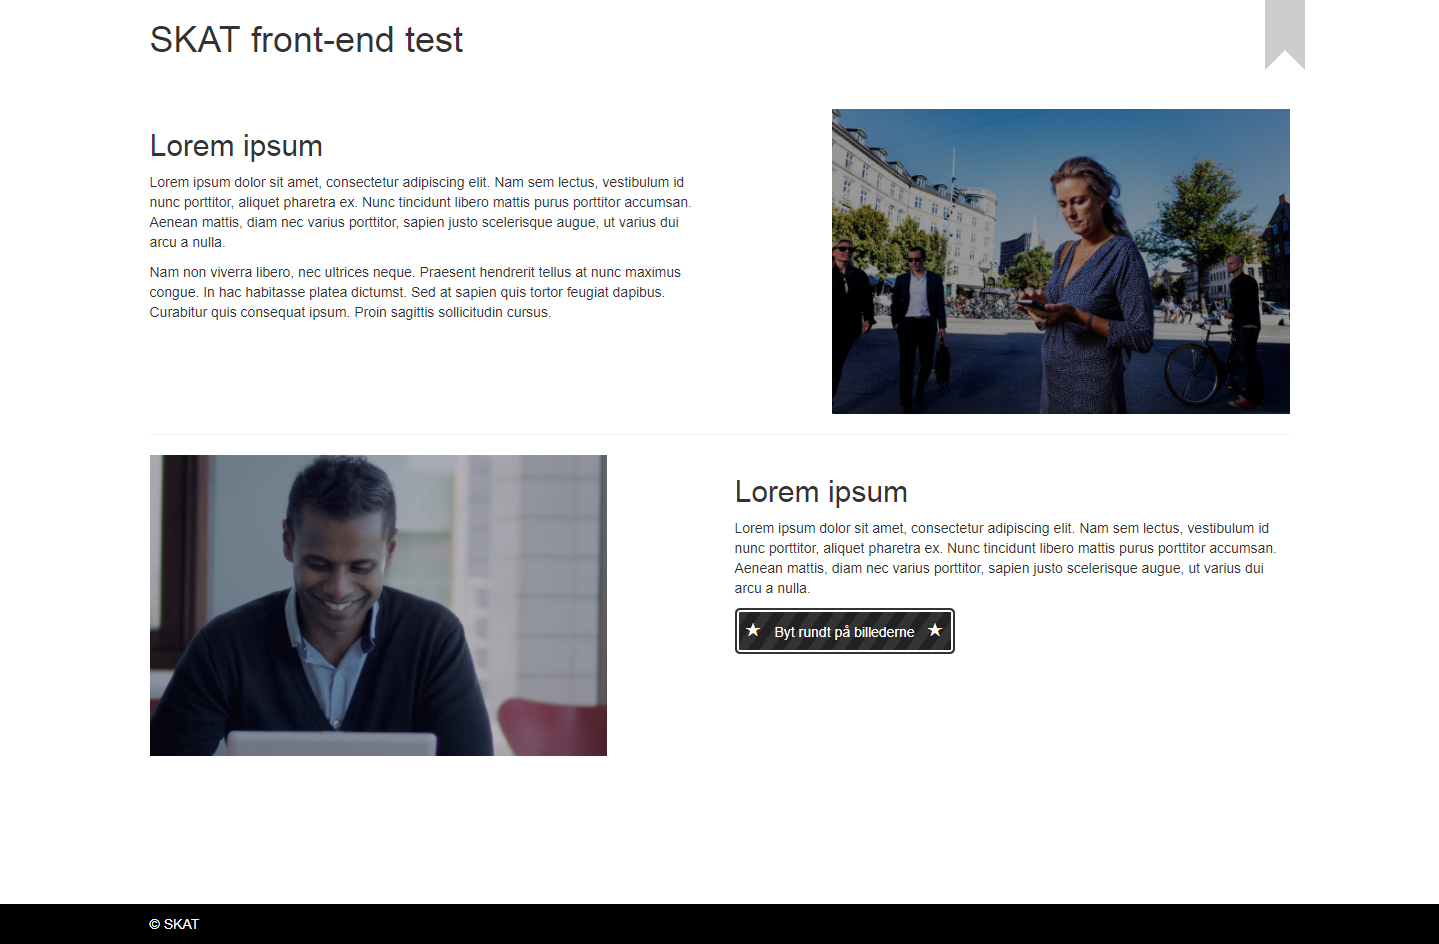 SKAT front-end test
Lorem ipsum
Lorem ipsum dolor sit amet, consectetur adipiscing elit. Nam sem lectus, vestibulum id
nunc porttitor, aliquet pharetra ex. Nunc tincidunt libero mattis purus porttitor accumsan.
Aenean mattis, diam nec varius porttitor, sapien justo scelerisque augue, ut varius dui
arcu a nulla.
Nam non viverra libero, nec ultrices neque. Praesent hendrerit tellus at nunc maximus
congue. In hac habitasse platea dictumst. Sed at sapien quis tortor feugiat dapibus.
Curabitur quis consequat ipsum. Proin sagittis sollicitudin cursus.
Lorem ipsum
Lorem ipsum dolor sit amet, consectetur adipiscing elit. Nam sem lectus, vestibulum id
nunc porttitor, aliquet pharetra ex. Nunc tincidunt libero mattis purus porttitor accumsan.
Aenean mattis, diam nec varius porttitor, sapien justo scelerisque augue, ut varius dui
arcu a nulla.
★ Byt rundt på billederne ★
© SKAT